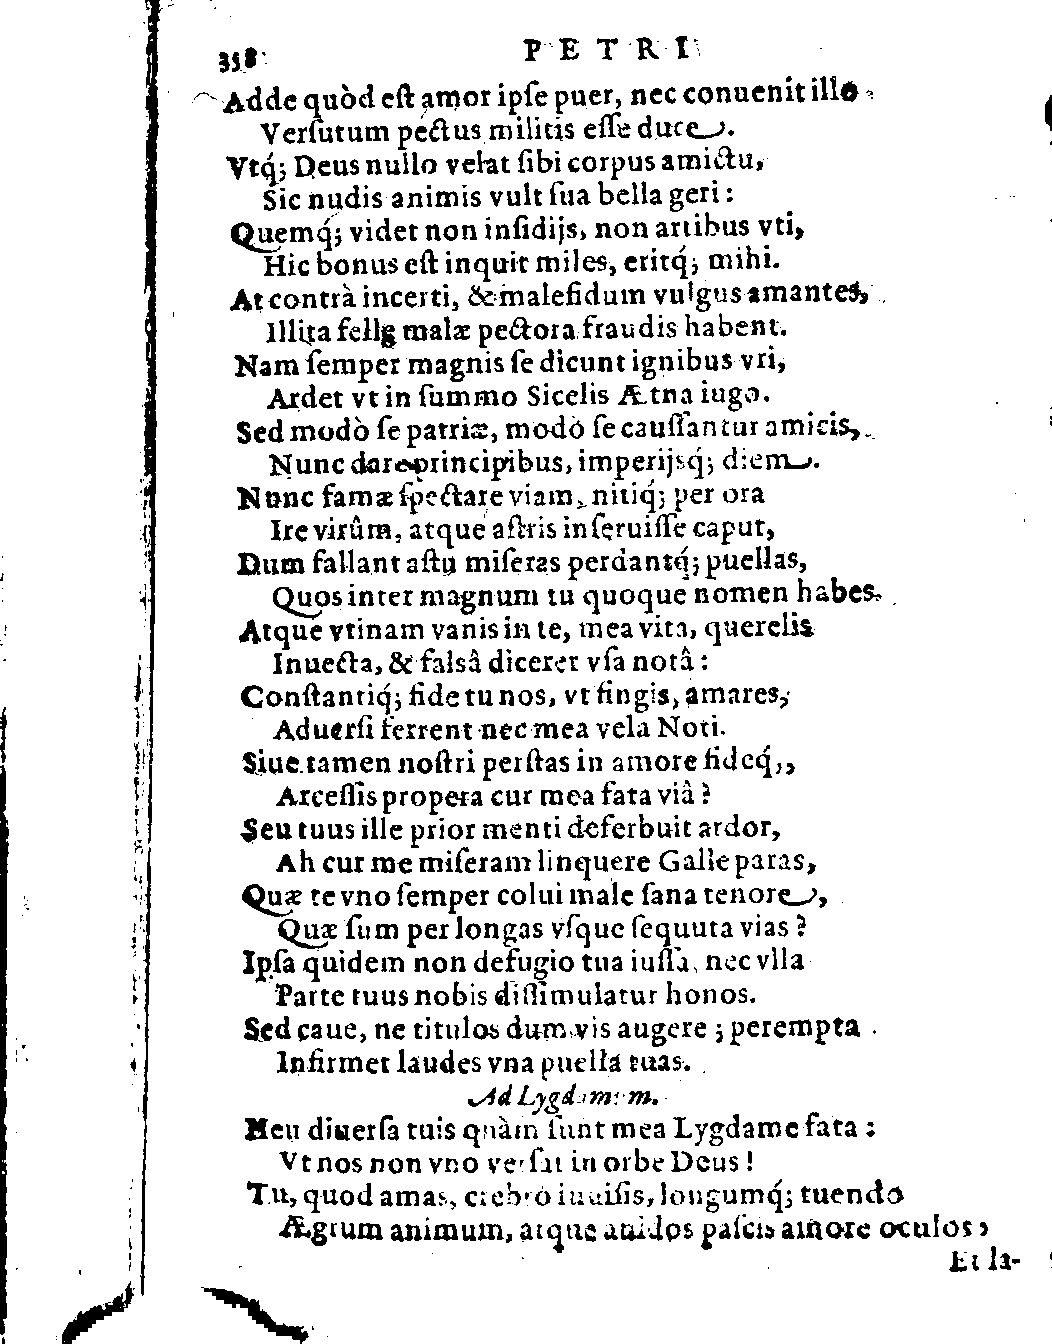 358 PETRI
Adde quòd est amor ipse puer, nec conuenit illo
Versutum pectus militis esse duce.
Vtq́; Deus nullo velat sibi corpus amictu,
Sic nudis animis vult sua bella geri:
Quemq́; videt non insidijs, non artibus vti,
Hic bonus est inquit miles, eritq́; mihi.
At contrà incerti, & malefidum vulgus amantes,
Illita felle malæ pectora fraudis habent.
Nam semper magnis se dicunt ignibus vri,
Ardet vt in summo Sicelis Ætna iugo.
Sed modò se patriæ, modò se caussantur amicis,
Nunc dare principibus, imperijsq́; diem.
Nunc famæ spectare viam, nitiq́; per ora
Ire virûm, atque astris inseruisse caput,
Dum fallant astu miseras perdantq́; puellas,
Quos inter magnum tu quoque nomen habes.
Atque vtinam vanis in te, mea vita, querelis
Inuecta, & falsâ dicerer vsa notâ:
Constantiq́; fide tu nos, vt fingis, amares,
Aduersi ferrent nec mea vela Noti.
Siue tamen nostri perstas in amore fideq́,,
Arcessis propera cur mea fata viâ?
Seu tuus ille prior menti deferbuit ardor,
Ah cur me miseram linquere Galle paras,
Quæ te vno semper colui male sana tenore,
Quæ sum per longas vsque sequuta vias?
Ipsa quidem non defugio tua iussa, nec vlla
Parte tuus nobis dissimulatur honos.
Sed caue, ne titulos dum vis augere; perempta
Infirmet laudes vna puella tuas.
Ad Lygdamum.
Heu diuersa tuis quàm sunt mea Lygdame fata:
Vt nos non vno versat in orbe Deus!
Tu, quod amas, crebrò inuisis, longumq́; tuendo
Ægrum animum, atque auidos pascis amore oculos,
Et la-